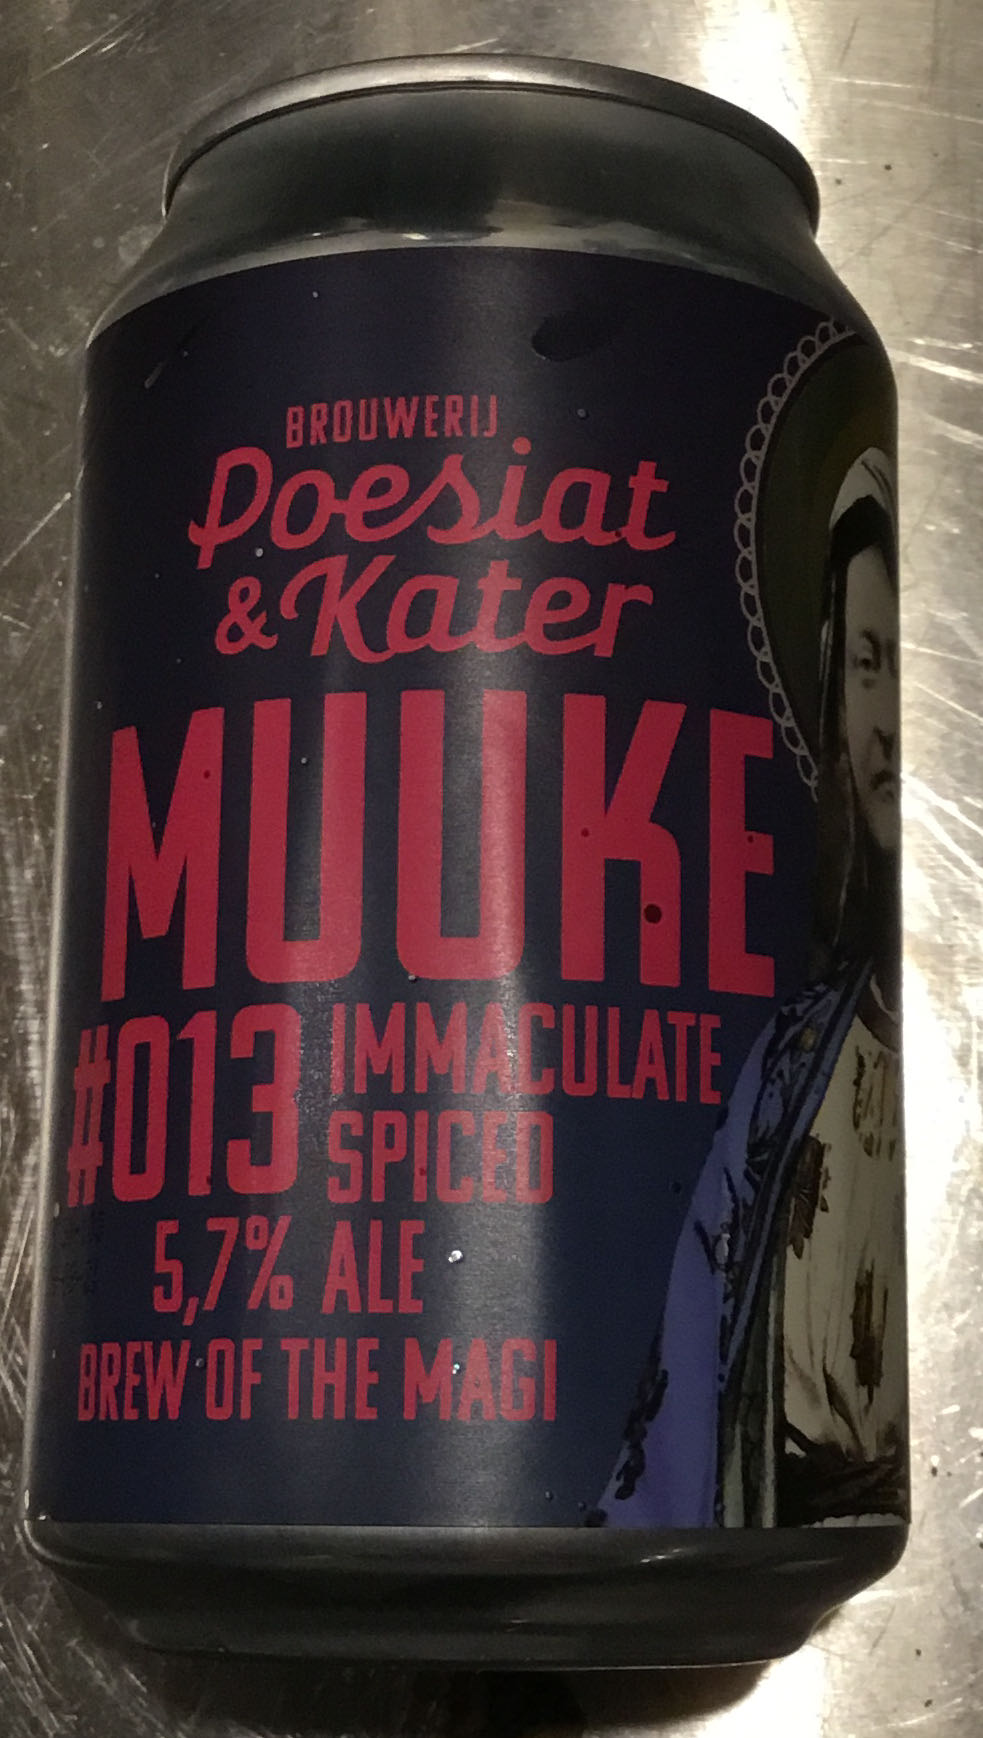 BROUWERIJ
Poesiat
& Kater
MUUKE
#013 IMMACULATE
SPICED
5,7% ALE
BREW OF THE MAGI